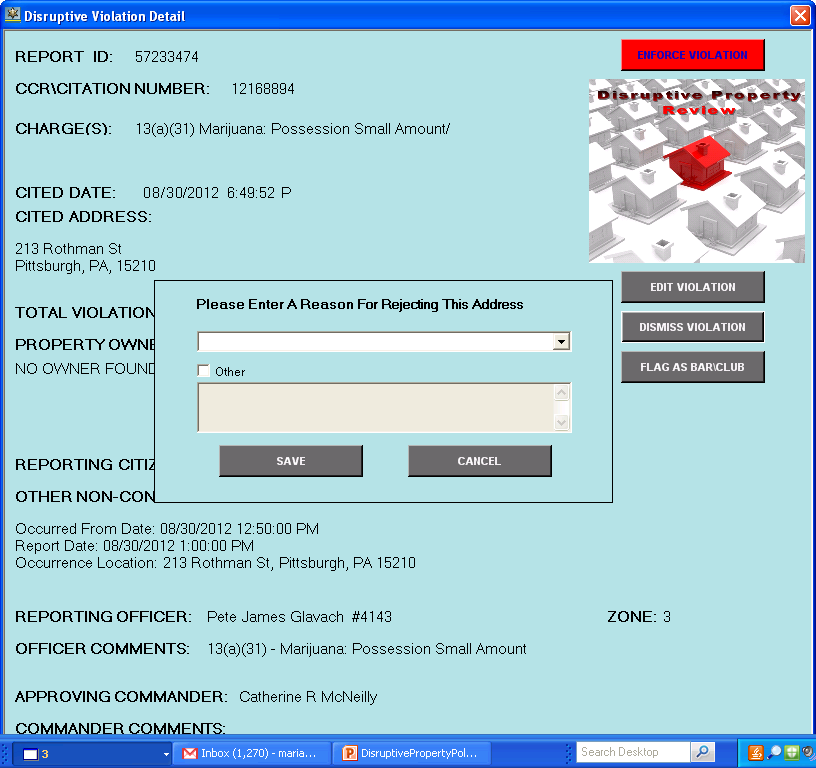 Disruptive Violation Detail
REPORT ID: 57233474
ENFORCE VIOLATION
CCR\CITATION NUMBER: 12168894
Disruptive Property
Review
CHARGE(S): 13(a)(31) Marijuana: Possession Small Amount/
CITED DATE: 08/30/2012 6:49:52 P
CITED ADDRESS:
213 Rothman St
Pittsburgh, PA, 15210
EDIT VIOLATION
Please Enter A Reason For Rejecting This Address
TOTAL VIOLATION
DISMISS VIOLATION
PROPERTY OWNE
NO OWNER FOUND
FLAG AS BAR\CLUB
Other
SAVE CANCEL
REPORTING CITIZ
OTHER NON-CON
Occurred From Date: 08/30/2012 12:50:00 PM
Report Date: 08/30/2012 1:00:00 PM
Occurrence Location: 213 Rothman St, Pittsburgh, PA 15210
REPORTING OFFICER: Pete James Glavach #4143 ZONE: 3
OFFICER COMMENTS: 13(a)(31) - Marijuana: Possession Small Amount
APPROVING COMMANDER: Catherine R McNeilly
COMMANDER COMMENTS:
3 Inbox (1,270) - maria... DisruptivePropertyPol... Search Desktop